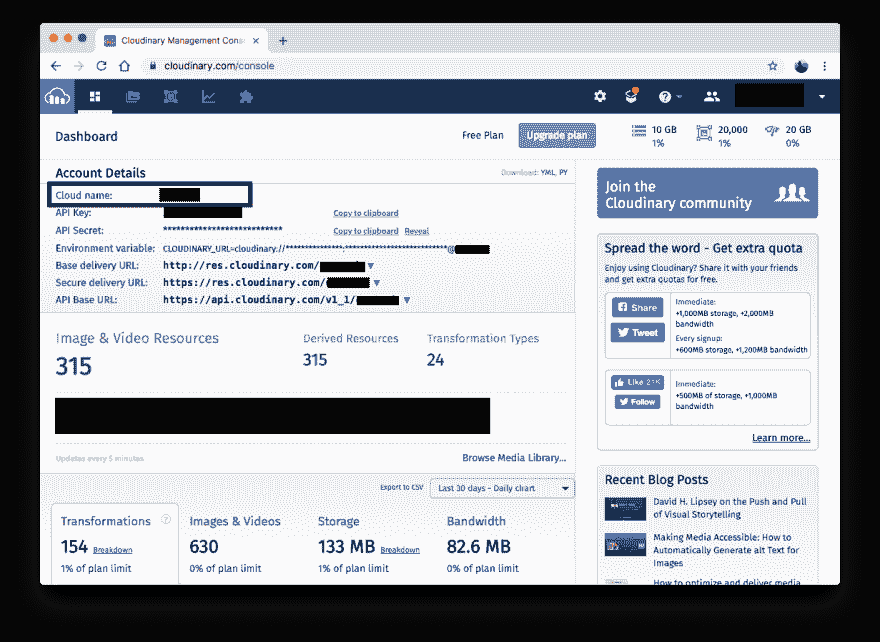 Cloudinary Management Cons
cloudinary.com/console
Dashboard
Free Plan
Upgrade plan
10 GB
1%
20,000
1%
20 GB
0%
Account Details
Download: YML, PY
Cloud name:
API Key:
Copy to clipboard
API Secret:
***************************
Copy to clipboard Reveal
Environment variable: CLOUDINARY_URL=cloudinary://***************:***************************@
Base delivery URL: http://res.cloudinary.com/
Secure delivery URL: https://res.cloudinary.com/
API Base URL: https://api.cloudinary.com/v1_1/
Image & Video Resources
315
Derived Resources
315
Transformation Types
24
Updates every 5 minutes
Browse Media Library...
Export to CSV
Last 30 days - Daily chart
Transformations ?
154 Breakdown
1% of plan limit
Images & Videos
630
0% of plan limit
Storage
133 MB Breakdown
1% of plan limit
Bandwidth
82.6 MB
0% of plan limit
Join the
Cloudinary community
Spread the word - Get extra quota
Enjoy using Cloudinary? Share it with your friends
and get extra quotas for free.
Share
Tweet
Immediate:
+1,000MB storage, +2,000MB
bandwidth
Every signup:
+600MB storage, +1,200MB bandwidth
Like 21K
Follow
Immediate:
+500MB of storage, +1,000MB
bandwidth
Learn more...
Recent Blog Posts
David H. Lipsey on the Push and Pull
of Visual Storytelling
Making Media Accessible: How to
Automatically Generate alt Text for
Images
How to optimize and deliver media